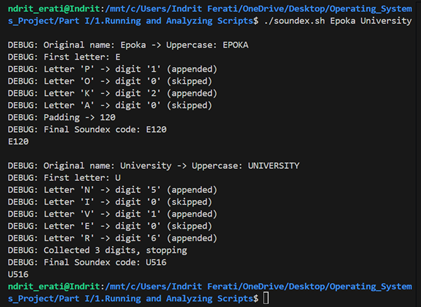 ndrit_erati@Indrit:/mnt/c/Users/Indrit Ferati/OneDrive/Desktop/Operating_System
s_Project/Part I/1.Running and Analyzing Scripts$ ./soundex.sh Epoka University
DEBUG: Original name: Epoka -> Uppercase: EPOKA
DEBUG: First letter: E
DEBUG: Letter 'P' -> digit '1' (appended)
DEBUG: Letter 'O' -> digit '0' (skipped)
DEBUG: Letter 'K' -> digit '2' (appended)
DEBUG: Letter 'A' -> digit '0' (skipped)
DEBUG: Padding -> 120
DEBUG: Final Soundex code: E120
E120
DEBUG: Original name: University -> Uppercase: UNIVERSITY
DEBUG: First letter: U
DEBUG: Letter 'N' -> digit '5' (appended)
DEBUG: Letter 'I' -> digit '0' (skipped)
DEBUG: Letter 'V' -> digit '1' (appended)
DEBUG: Letter 'E' -> digit '0' (skipped)
DEBUG: Letter 'R' -> digit '6' (appended)
DEBUG: Collected 3 digits, stopping
DEBUG: Final Soundex code: U516
U516
ndrit_erati@Indrit:/mnt/c/Users/Indrit Ferati/OneDrive/Desktop/Operating_System
s_Project/Part I/1.Running and Analyzing Scripts$